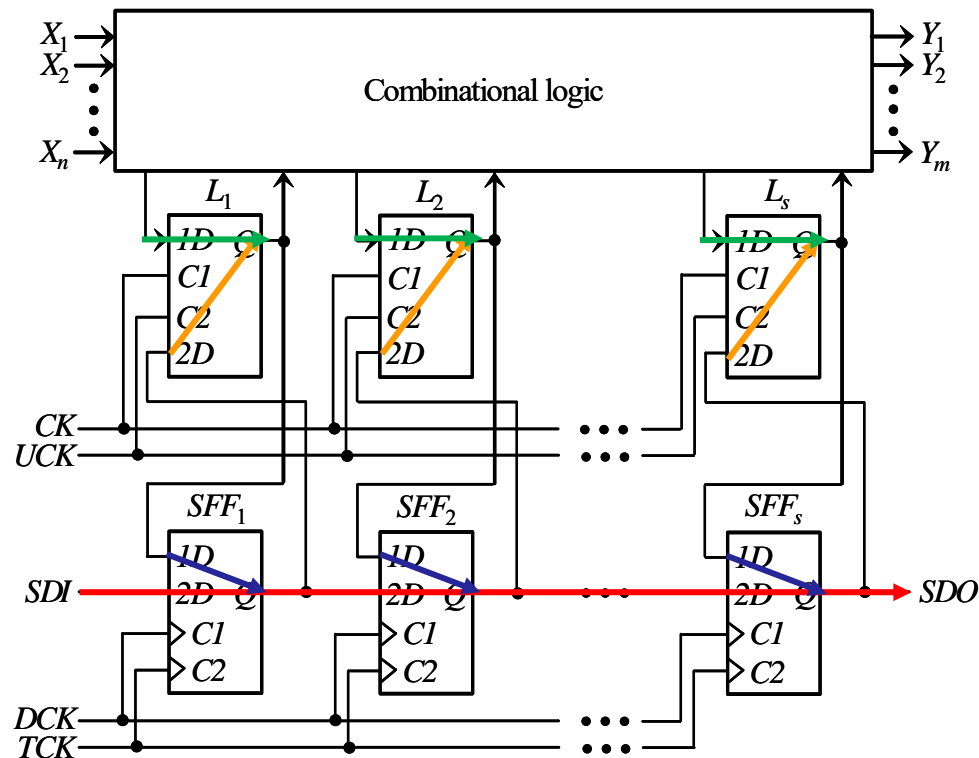 X1
Y1
X2
Y2
Combinational logic
Xn
Ym
L1
L2
Ls
1D Q
1D Q
1D Q
C1
C1
C1
C2
C2
C2
2D
2D
2D
CK
UCK
SFF1
SFF2
SFFs
1D
1D
1D
SDI
2D Q
2D Q
2D Q
SDO
C1
C1
C1
C2
C2
C2
DCK
TCK